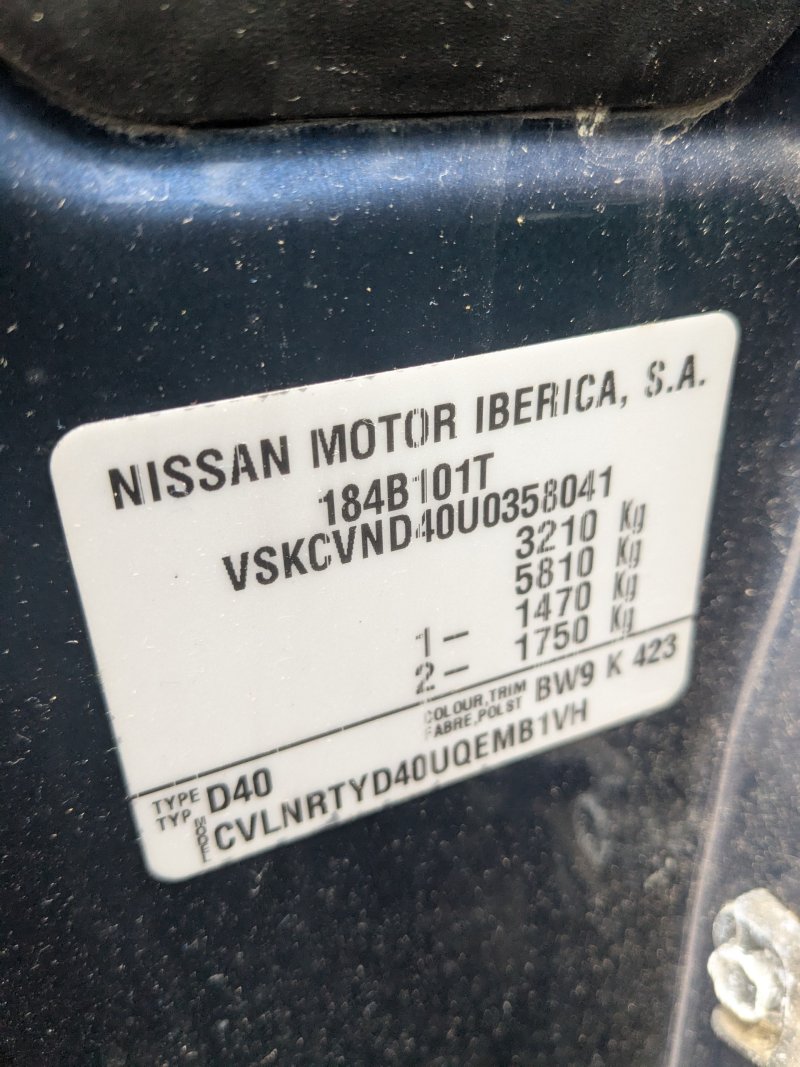 NISSAN MOTOR IBERICA, S.A.
184B101T
VSKCVND40U0358041
3210 Kg
5810 Kg
1 – 1470 Kg
2 – 1750 Kg
COLOUR,TRIM BW9 K 423
FABRE,POLST
TYPE D40
TYP
MODEL CVLNRTYD40UQEMB1VH